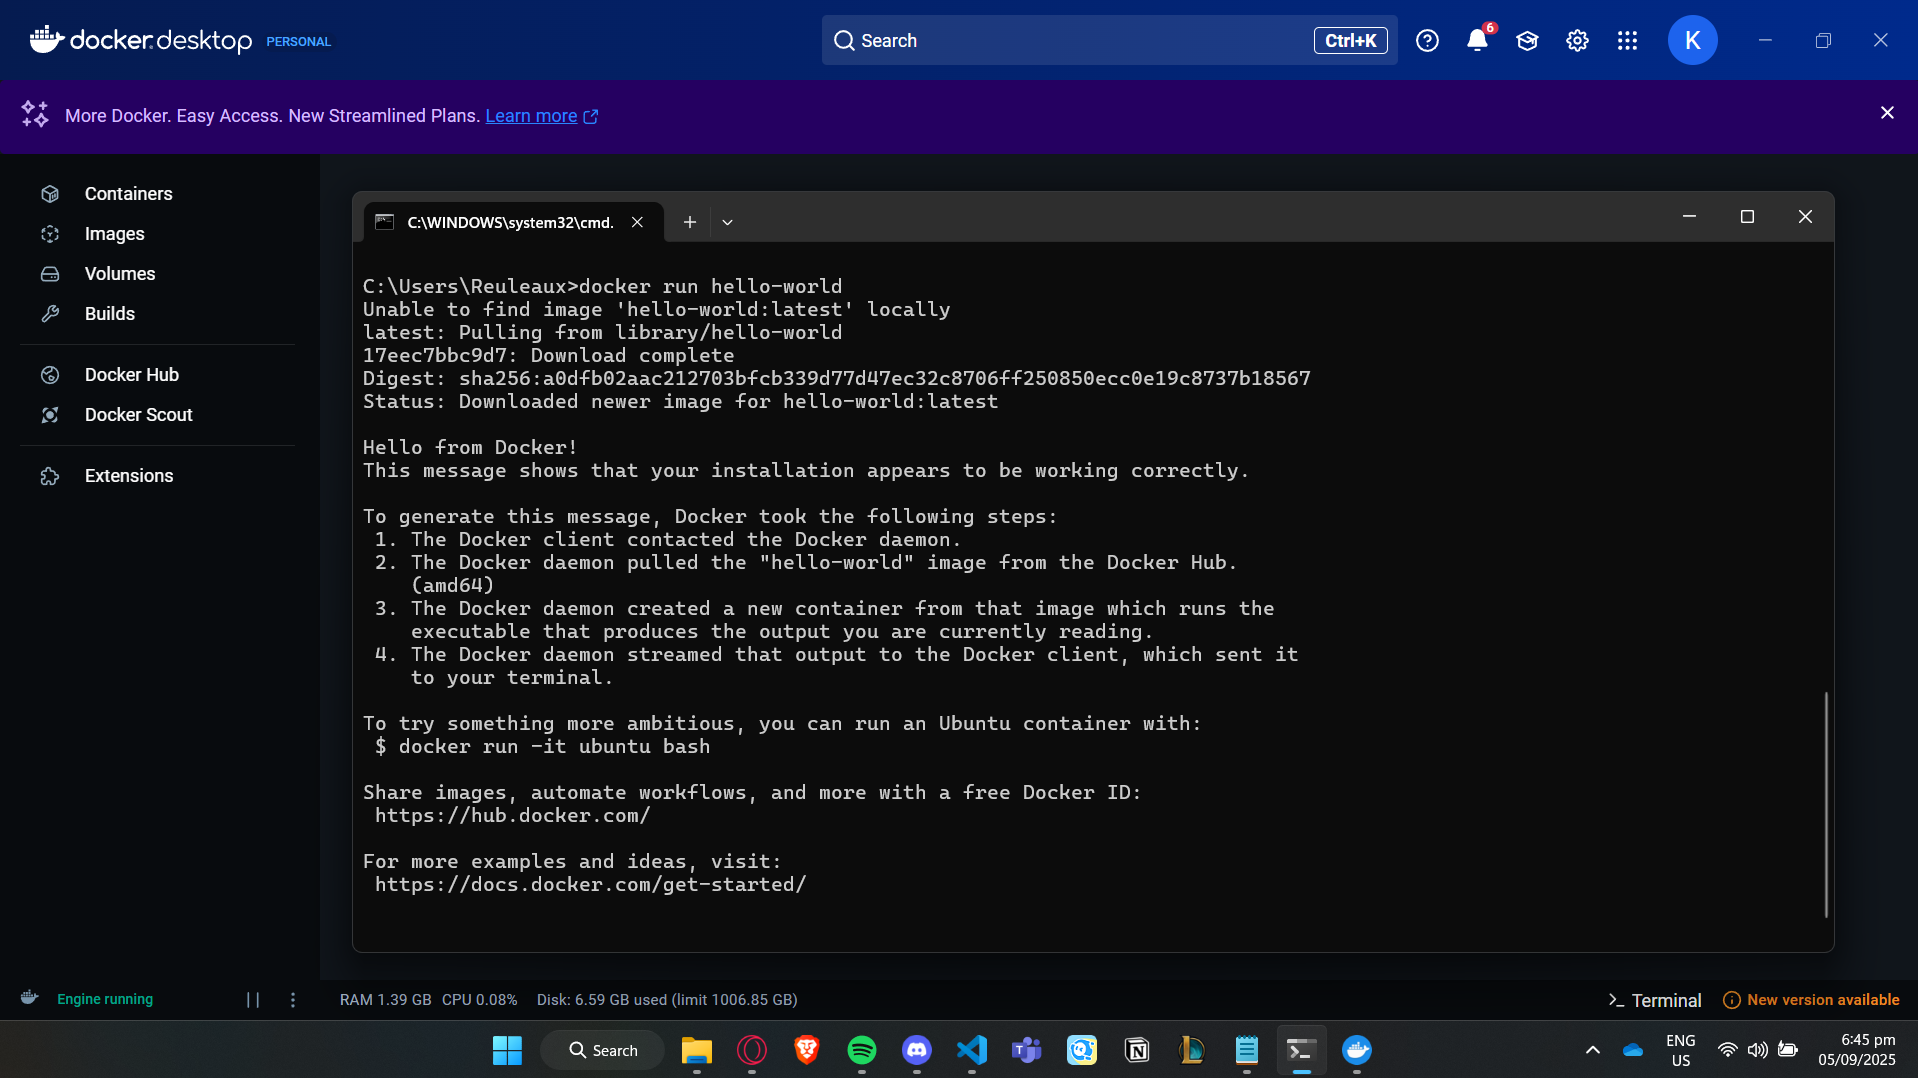 docker.desktop PERSONAL
Search
Ctrl+K
6
K
More Docker. Easy Access. New Streamlined Plans. Learn more
Containers
Images
Volumes
Builds
Docker Hub
Docker Scout
Extensions
C:\WINDOWS\system32\cmd.
C:\Users\Reuleaux>docker run hello-world
Unable to find image 'hello-world:latest' locally
latest: Pulling from library/hello-world
17eec7bbc9d7: Download complete
Digest: sha256:a0dfb02aac212703bfcb339d77d47ec32c8706ff250850ecc0e19c8737b18567
Status: Downloaded newer image for hello-world:latest
Hello from Docker!
This message shows that your installation appears to be working correctly.
To generate this message, Docker took the following steps:
1. The Docker client contacted the Docker daemon.
2. The Docker daemon pulled the "hello-world" image from the Docker Hub.
(amd64)
3. The Docker daemon created a new container from that image which runs the
executable that produces the output you are currently reading.
4. The Docker daemon streamed that output to the Docker client, which sent it
to your terminal.
To try something more ambitious, you can run an Ubuntu container with:
$ docker run -it ubuntu bash
Share images, automate workflows, and more with a free Docker ID:
https://hub.docker.com/
For more examples and ideas, visit:
https://docs.docker.com/get-started/
Engine running
RAM 1.39 GB CPU 0.08% Disk: 6.59 GB used (limit 1006.85 GB)
Terminal
New version available
Search
ENG
US
6:45 pm
05/09/2025